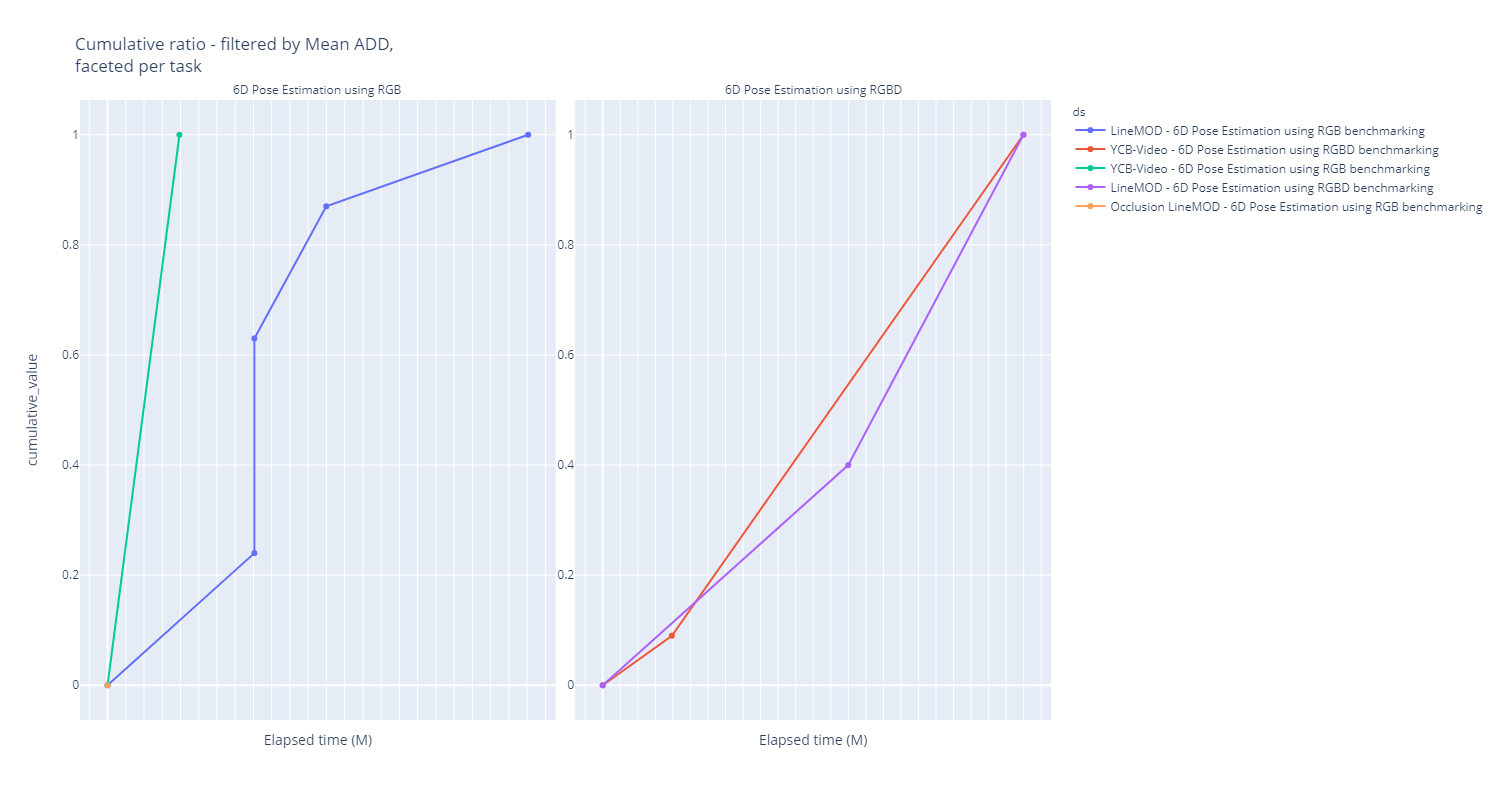 Cumulative ratio - filtered by Mean ADD,
faceted per task
6D Pose Estimation using RGB
6D Pose Estimation using RGBD
ds
LineMOD - 6D Pose Estimation using RGB benchmarking
YCB-Video - 6D Pose Estimation using RGBD benchmarking
YCB-Video - 6D Pose Estimation using RGB benchmarking
LineMOD - 6D Pose Estimation using RGBD benchmarking
Occlusion LineMOD - 6D Pose Estimation using RGB benchmarking
cumulative_value
1
0.8
0.6
0.4
0.2
0
1
0.8
0.6
0.4
0.2
0
Elapsed time (M)
Elapsed time (M)